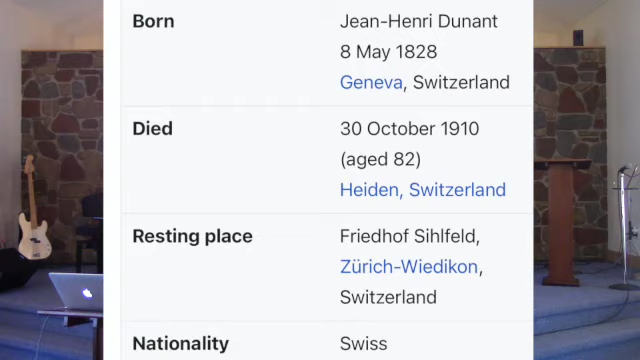 Born
Jean-Henri Dunant
8 May 1828
Geneva, Switzerland
Died
30 October 1910
(aged 82)
Heiden, Switzerland
Resting place
Friedhof Sihlfeld,
Zürich-Wiedikon,
Switzerland
Nationality
Swiss